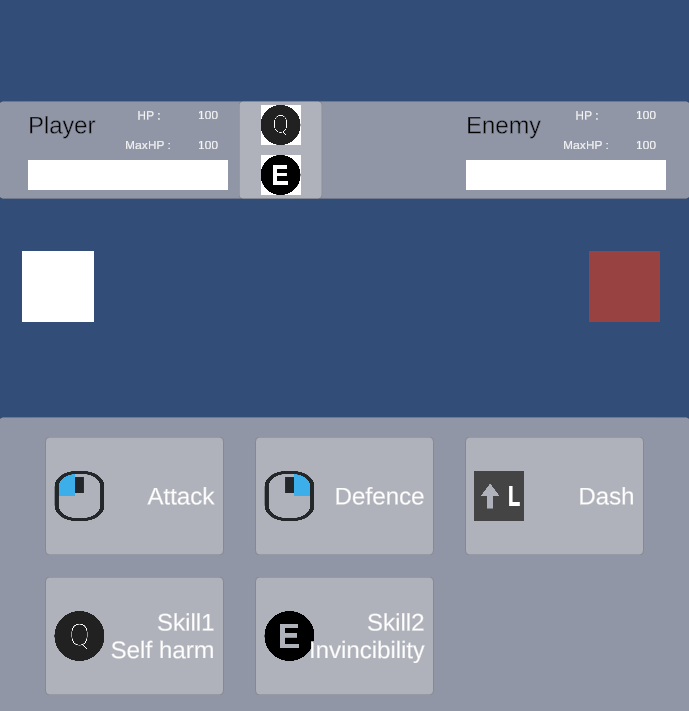 Player
HP : 100
MaxHP : 100
Q
E
Enemy
HP : 100
MaxHP : 100
Attack
Defence
L
Dash
Q
Skill1
Self harm
E
Skill2
Invincibility